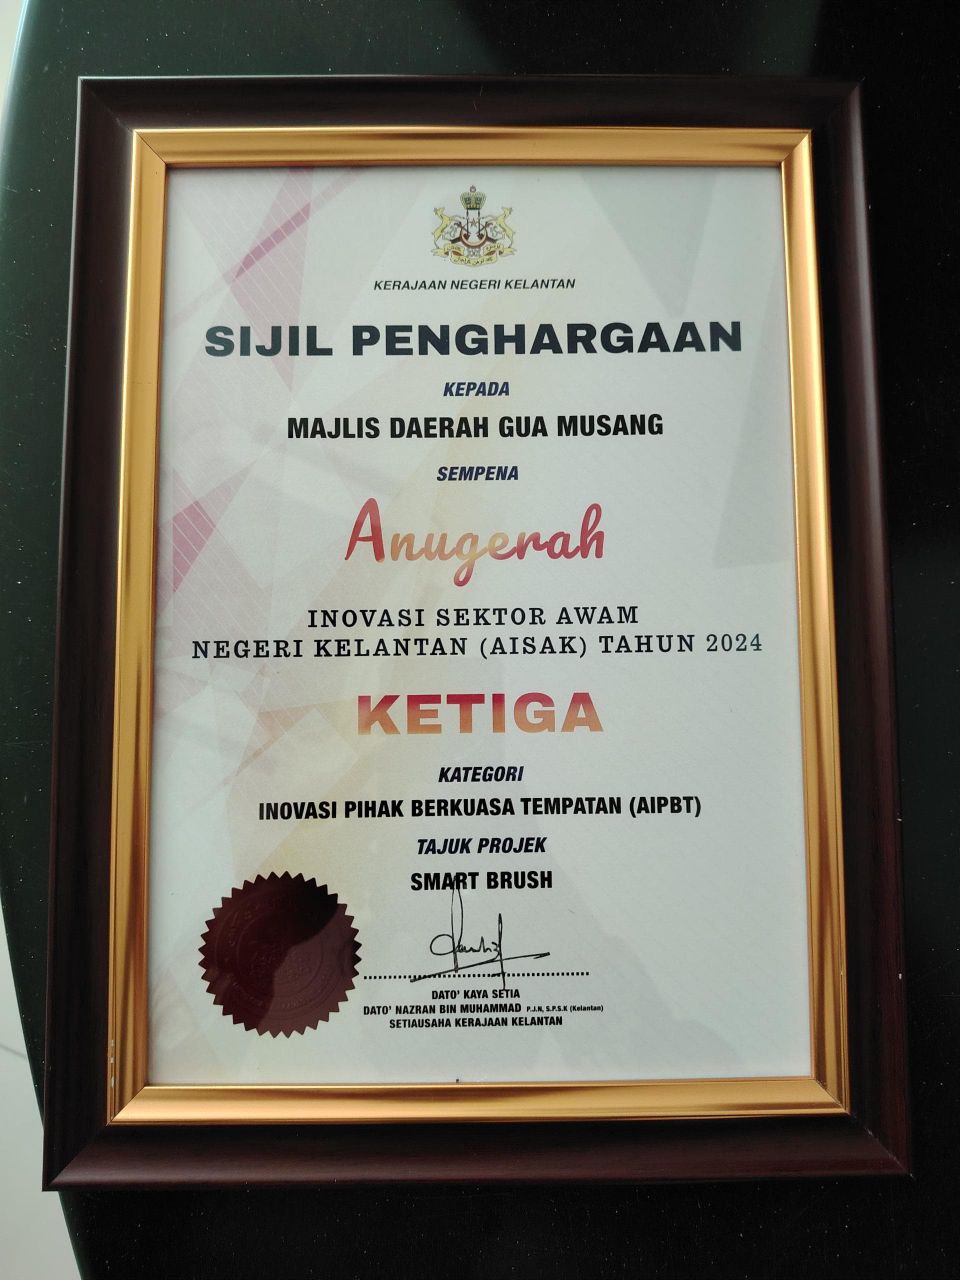 KERAJAAN NEGERI KELANTAN
SIJIL PENGHARGAAN
KEPADA
MAJLIS DAERAH GUA MUSANG
SEMPENA
Anugerah
INOVASI SEKTOR AWAM
NEGERI KELANTAN (AISAK) TAHUN 2024
KETIGA
KATEGORI
INOVASI PIHAK BERKUASA TEMPATAN (AIPBT)
TAJUK PROJEK
SMART BRUSH
DATO' KAYA SETIA
DATO' NAZRAN BIN MUHAMMAD P.J.N, S.P.S.K (Kelantan)
SETIAUSAHA KERAJAAN KELANTAN